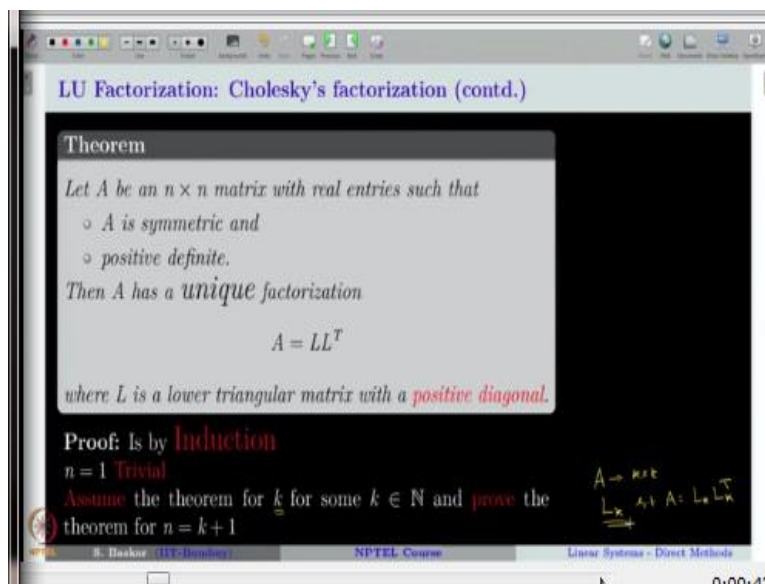 LU Factorization: Cholesky's factorization (contd.)
Theorem
Let A be an n × n matrix with real entries such that
○ A is symmetric and
○ positive definite.
Then A has a unique factorization
A = LL^T
where L is a lower triangular matrix with a positive diagonal.
Proof: Is by Induction
n = 1 Trivial
Assume the theorem for k for some k ∈ ℕ and prove the
theorem for n = k + 1
A → k×k
L_k s.t A = L_k L_k^T
NPTEL
S. Baskar (IIT-Bombay)
NPTEL Course
Linear Systems - Direct Methods